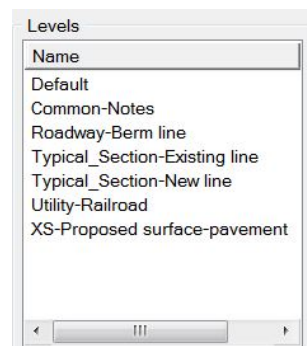 Levels
Name
Default
Common-Notes
Roadway-Berm line
Typical_Section-Existing line
Typical_Section-New line
Utility-Railroad
XS-Proposed surface-pavement